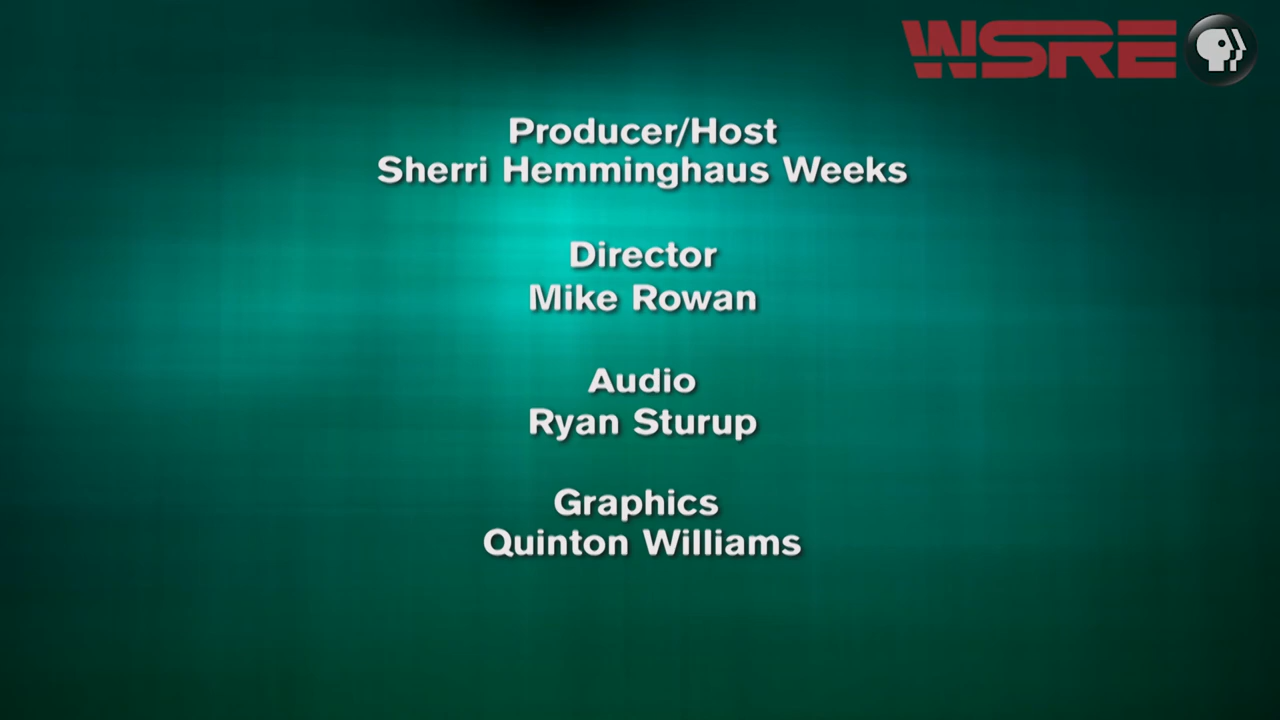 WSRE
Producer/Host
Sherri Hemminghaus Weeks
Director
Mike Rowan
Audio
Ryan Sturup
Graphics
Quinton Williams